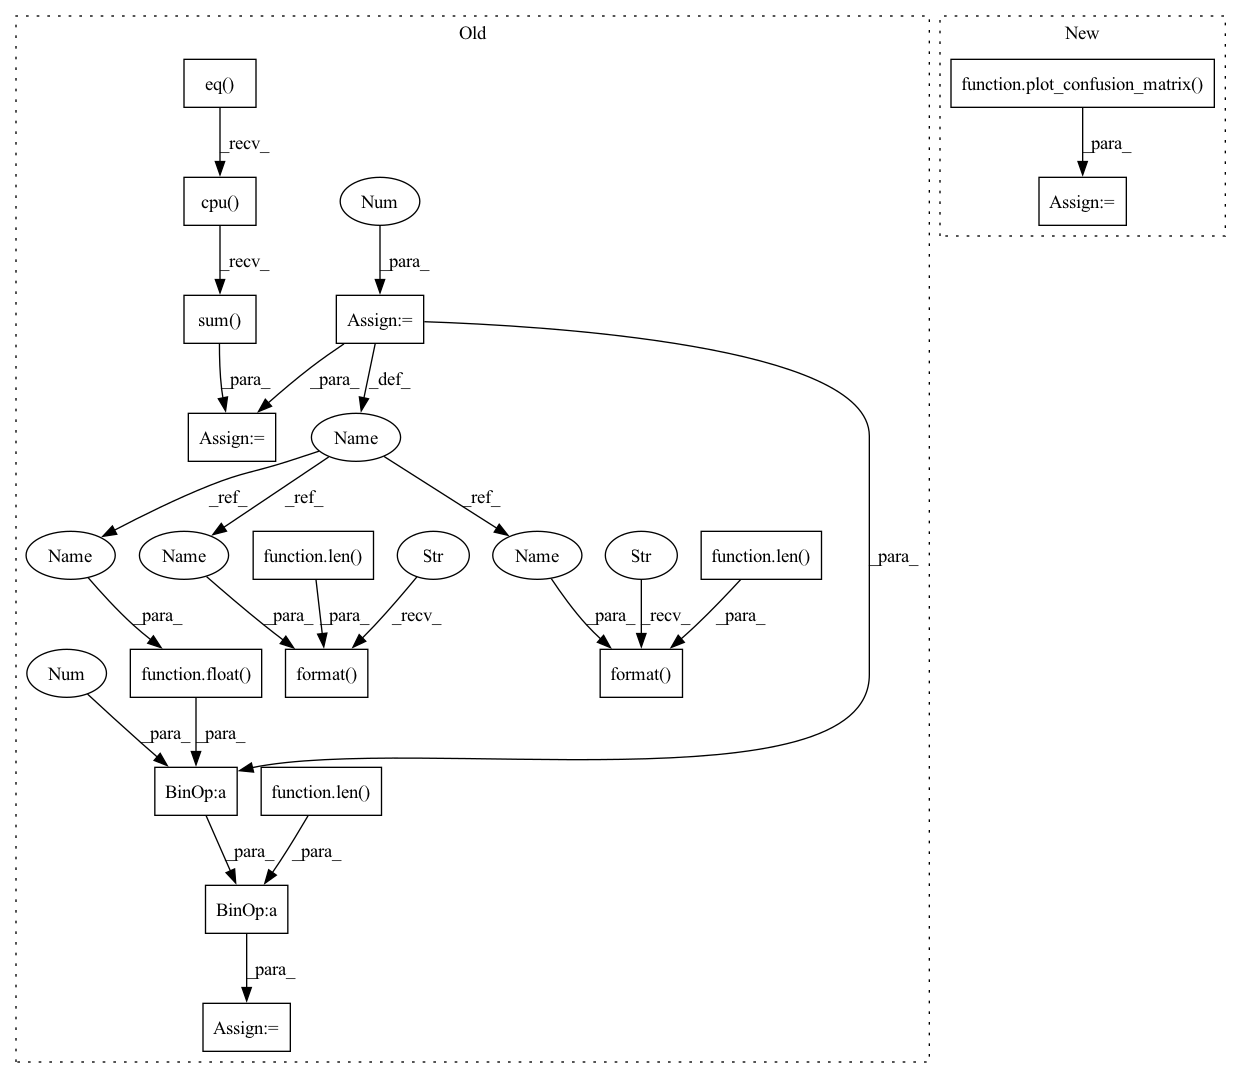 Old
New
eq()
function.plot_confusion_matrix()
_recv_
_para_
cpu()
Num
Assign:=
_recv_
_para_
sum()
Assign:=
_para_
_para_
_def_
Assign:=
Name
_ref_
_ref_
_ref_
Name
Name
function.len()
Str
Name
Str
function.len()
_para_
_para_
_para_
_para_
_recv_
_para_
_recv_
_para_
Num
function.float()
format()
format()
_para_
_para_
BinOp:a
function.len()
_para_
_para_
BinOp:a
_para_
Assign:=